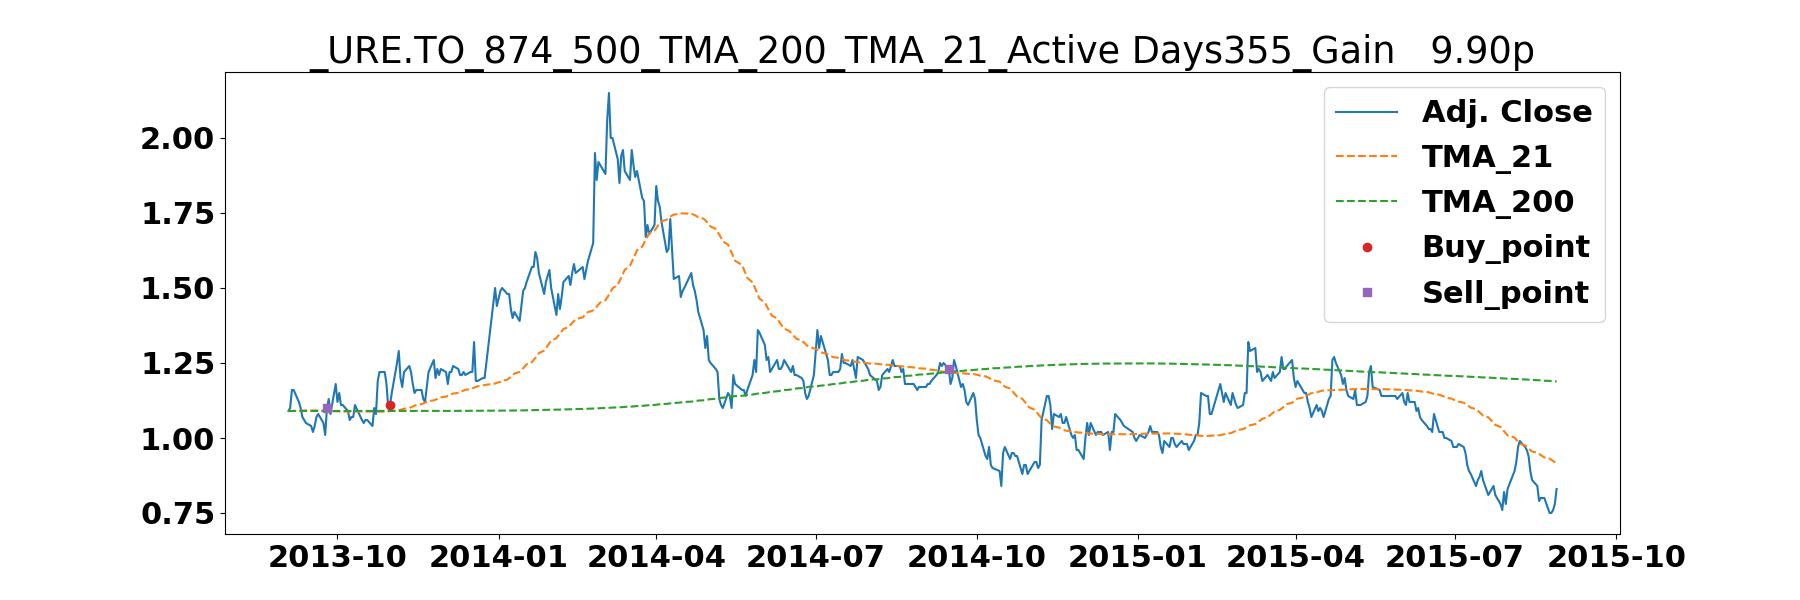 _URE.TO_874_500_TMA_200_TMA_21_Active Days355_Gain   9.90p
Adj. Close
TMA_21
TMA_200
Buy_point
Sell_point
2.00
1.75
1.50
1.25
1.00
0.75
2013-10 2014-01 2014-04 2014-07 2014-10 2015-01 2015-04 2015-07 2015-10